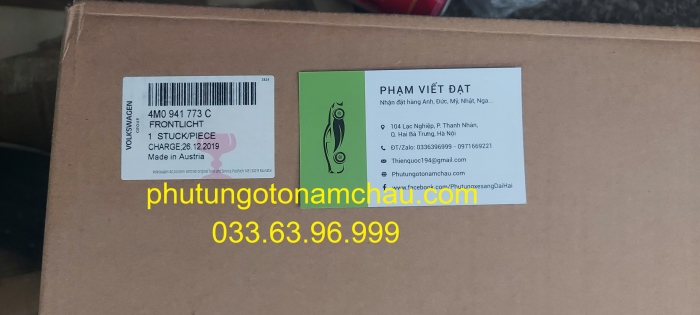 VOLKSWAGEN
4M0 941 773 C
FRONTLICHT
1 STUCK/PIECE
CHARGE,26.12.2019
Made in Austria
PHẠM VIẾT ĐẠT
Nhận đặt hàng Anh, Đức, Mỹ, Nhật, Nga...
104 Lạc Nghiệp, P. Thanh Nhàn,
Q. Hai Bà Trưng, Hà Nội
ĐT/Zalo: 0336396999 - 0971669221
Thienquoc194@gmail.com
Phutungotonamchau.com
www.facebook.com/PhutungxesangDaiHai
phutungotonamchau.com
033.63.96.999